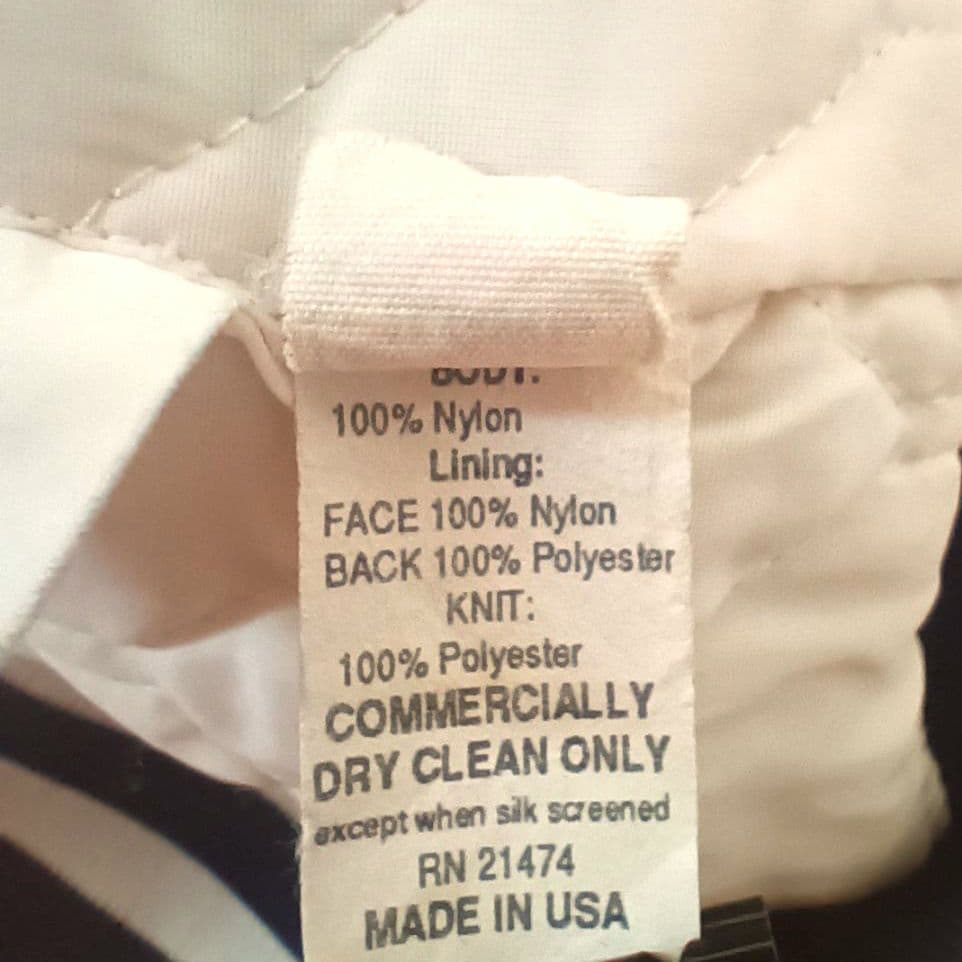 BODY:
100% Nylon
Lining:
FACE 100% Nylon
BACK 100% Polyester
KNIT:
100% Polyester
COMMERCIALLY
DRY CLEAN ONLY
except when silk screened
RN 21474
MADE IN USA